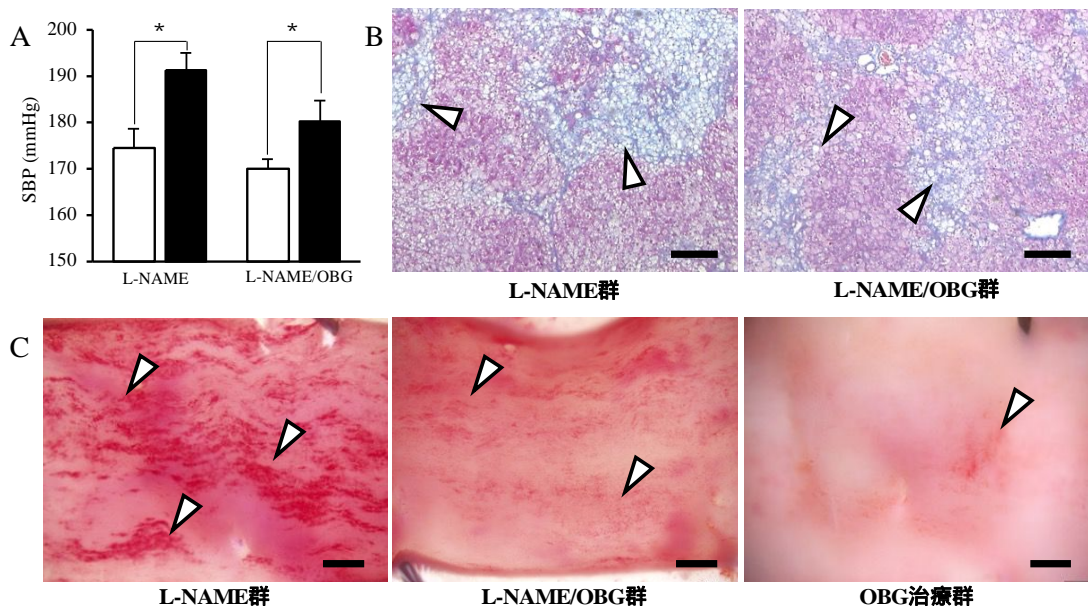 A
SBP (mmHg)
200
190
180
170
160
150
*
*
L-NAME
L-NAME/OBG
B
L-NAME群
L-NAME/OBG群
C
L-NAME群
L-NAME/OBG群
OBG治療群